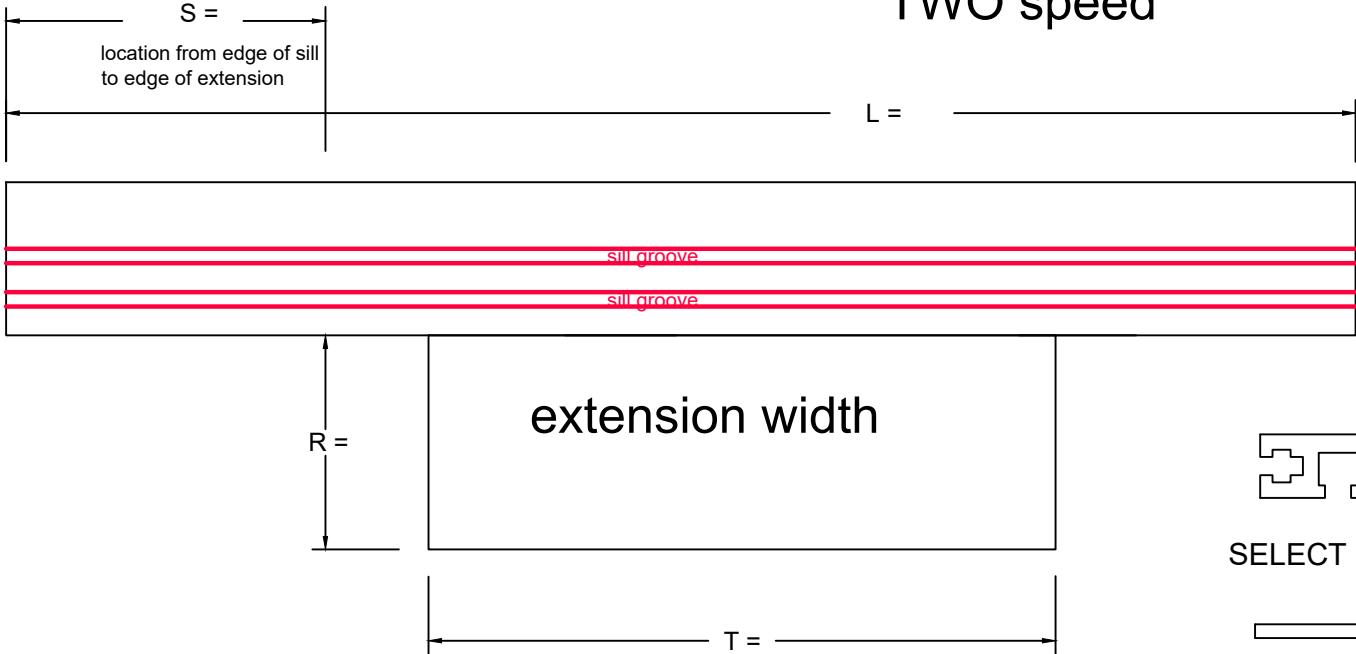 S =
TWO speed
location from edge of sill
to edge of extension
L =
sill groove
sill groove
extension width
R =
SELECT
T =